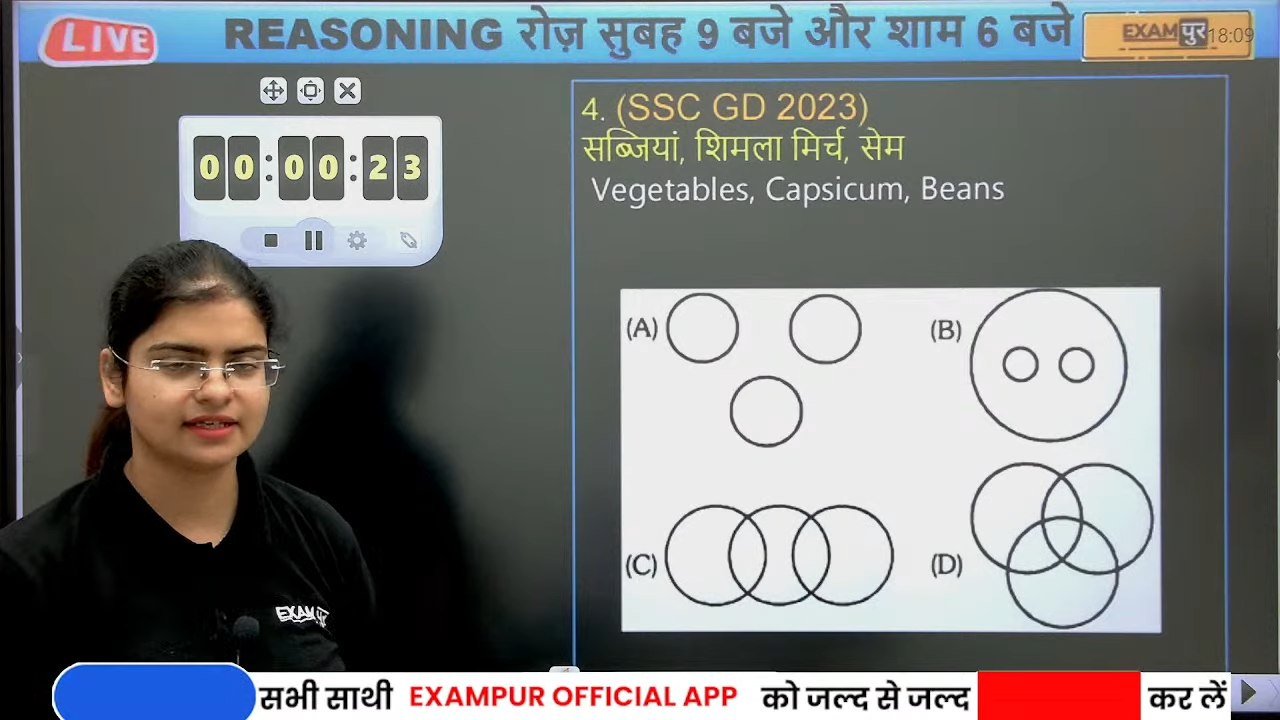 LIVE
REASONING रोज़ सुबह 9 बजे और शाम 6 बजे
EXAMपुर
18:09
00:00:23
4. (SSC GD 2023)
सब्जियां, शिमला मिर्च, सेम
Vegetables, Capsicum, Beans
(A)
(B)
(C)
(D)
EXAMपुर
सभी साथी EXAMPUR OFFICIAL APP को जल्द से जल्द कर लें